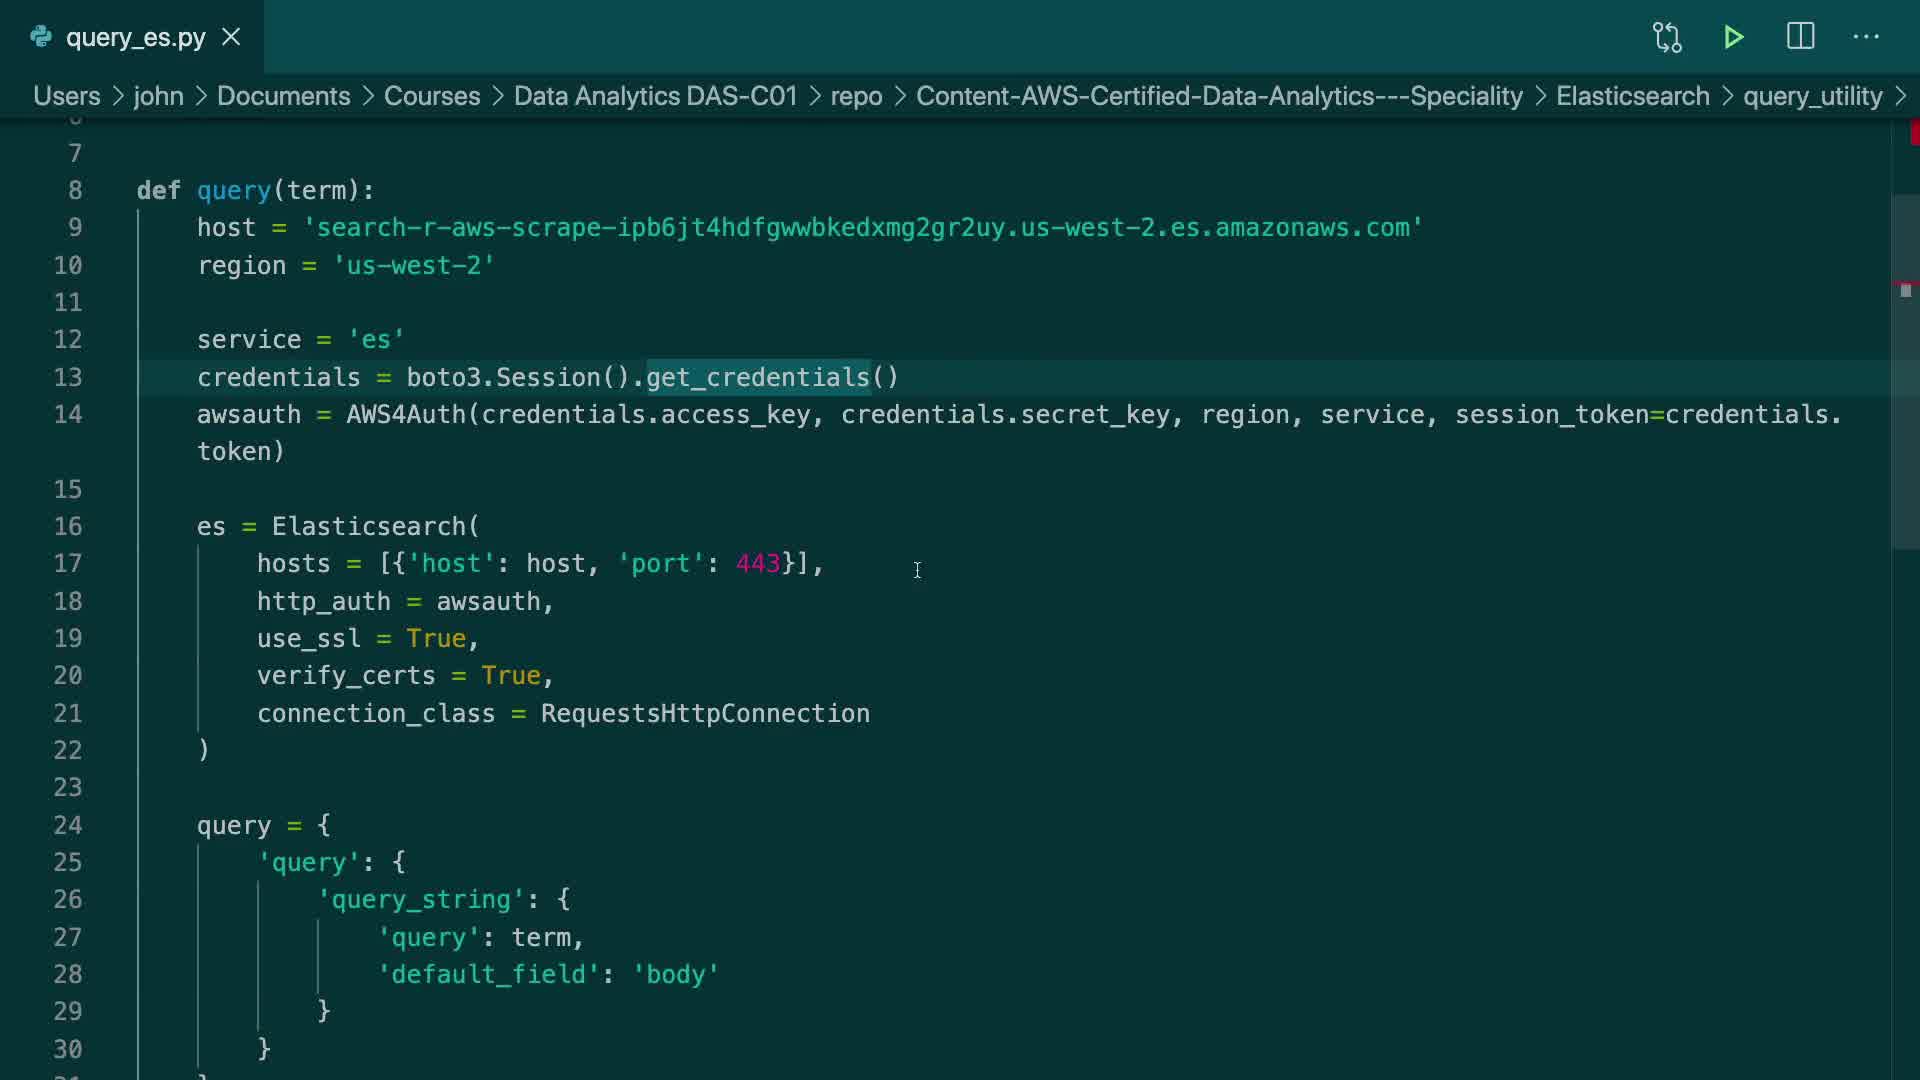 query_es.py
Users > john > Documents > Courses > Data Analytics DAS-C01 > repo > Content-AWS-Certified-Data-Analytics---Speciality > Elasticsearch > query_utility >
7
8 def query(term):
9 host = 'search-r-aws-scrape-ipb6jt4hdfgwwbkedxmg2gr2uy.us-west-2.es.amazonaws.com'
10 region = 'us-west-2'
11
12 service = 'es'
13 credentials = boto3.Session().get_credentials()
14 awsauth = AWS4Auth(credentials.access_key, credentials.secret_key, region, service, session_token=credentials.
token)
15
16 es = Elasticsearch(
17 hosts = [{'host': host, 'port': 443}],
18 http_auth = awsauth,
19 use_ssl = True,
20 verify_certs = True,
21 connection_class = RequestsHttpConnection
22 )
23
24 query = {
25 'query': {
26 'query_string': {
27 'query': term,
28 'default_field': 'body'
29 }
30 }